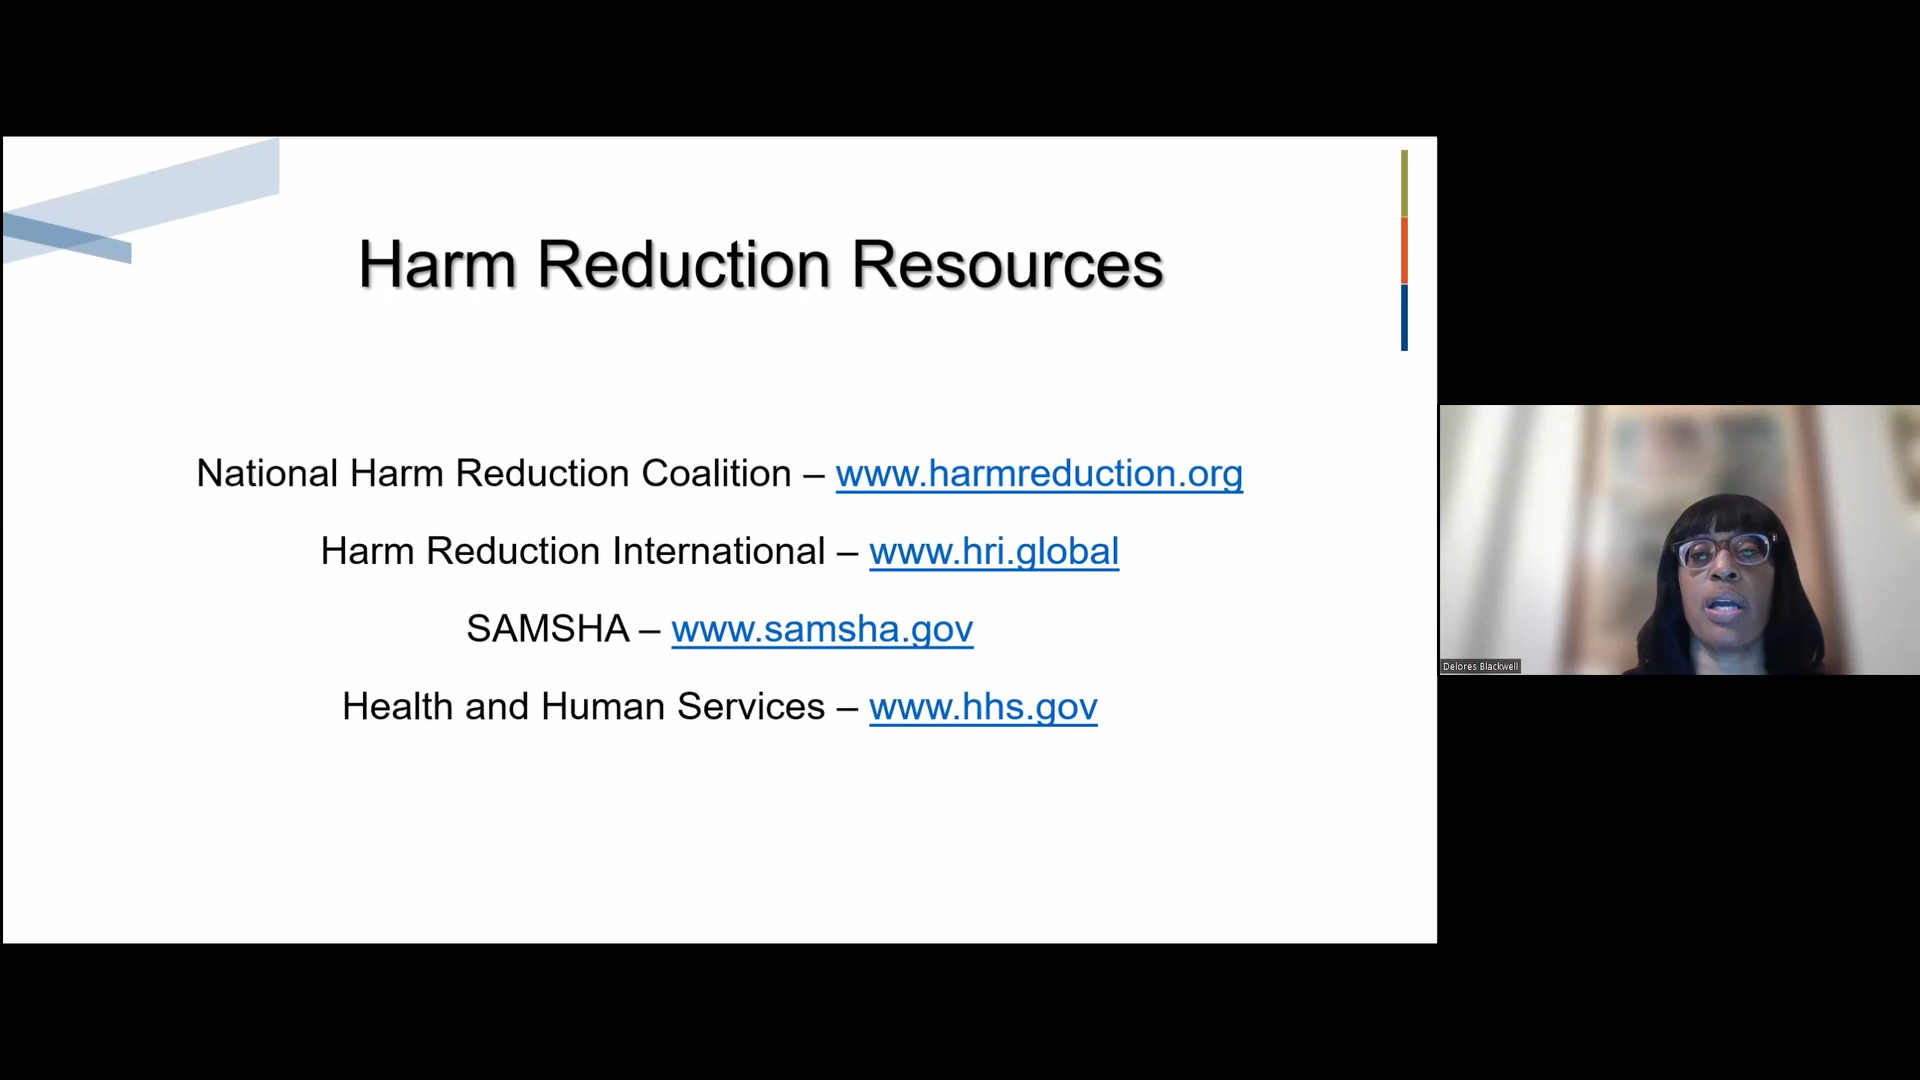 Harm Reduction Resources
National Harm Reduction Coalition – www.harmreduction.org
Harm Reduction International – www.hri.global
SAMSHA – www.samsha.gov
Health and Human Services – www.hhs.gov
Delores Blackwell